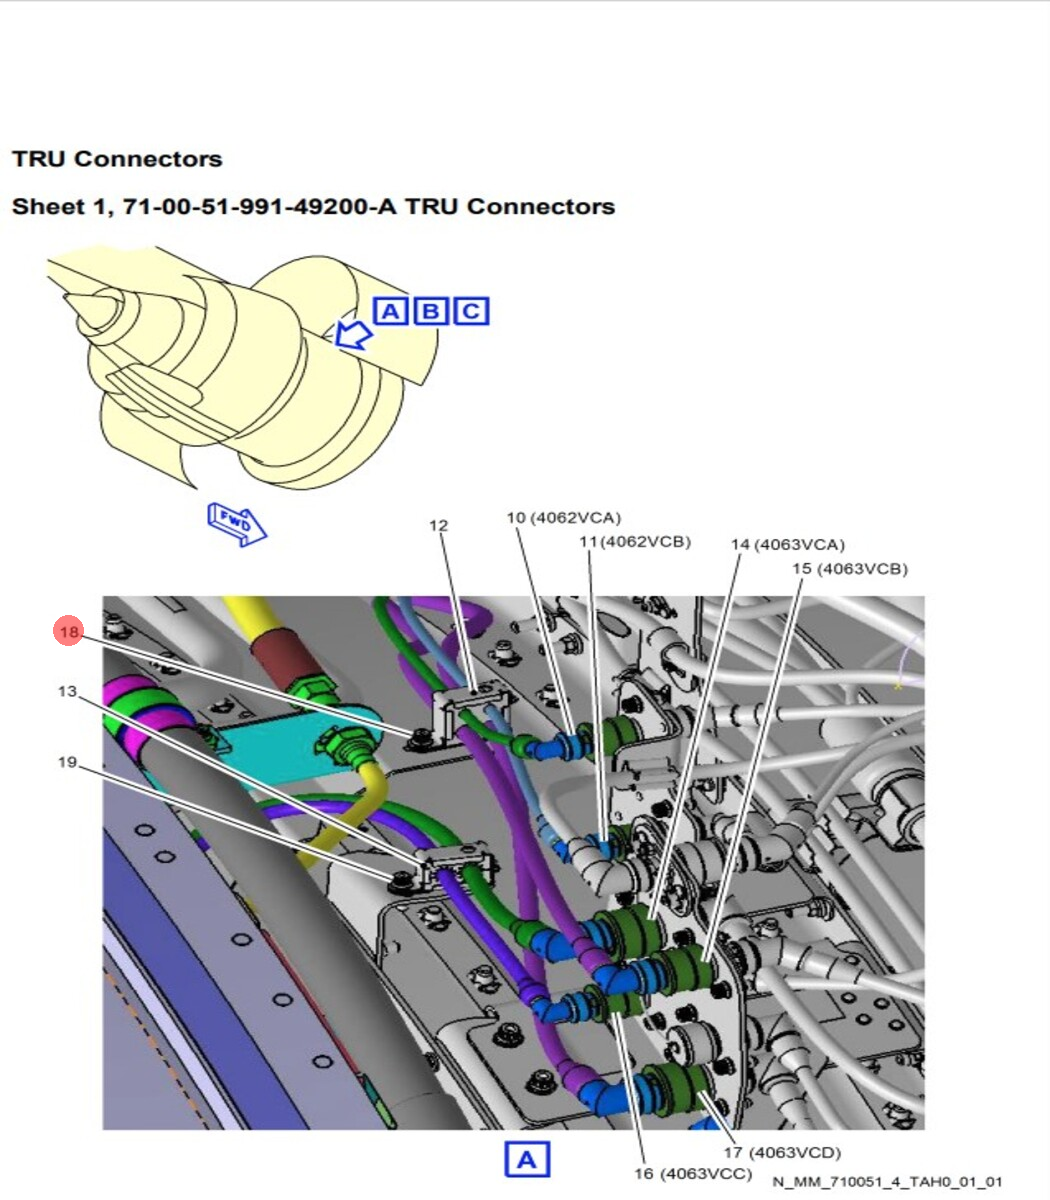 TRU Connectors
Sheet 1, 71-00-51-991-49200-A TRU Connectors
A B C
FWD
12
10 (4062VCA)
11(4062VCB)
14 (4063VCA)
15 (4063VCB)
18
13
19
17 (4063VCD)
A
16 (4063VCC)
N_MM_710051_4_TAH0_01_01